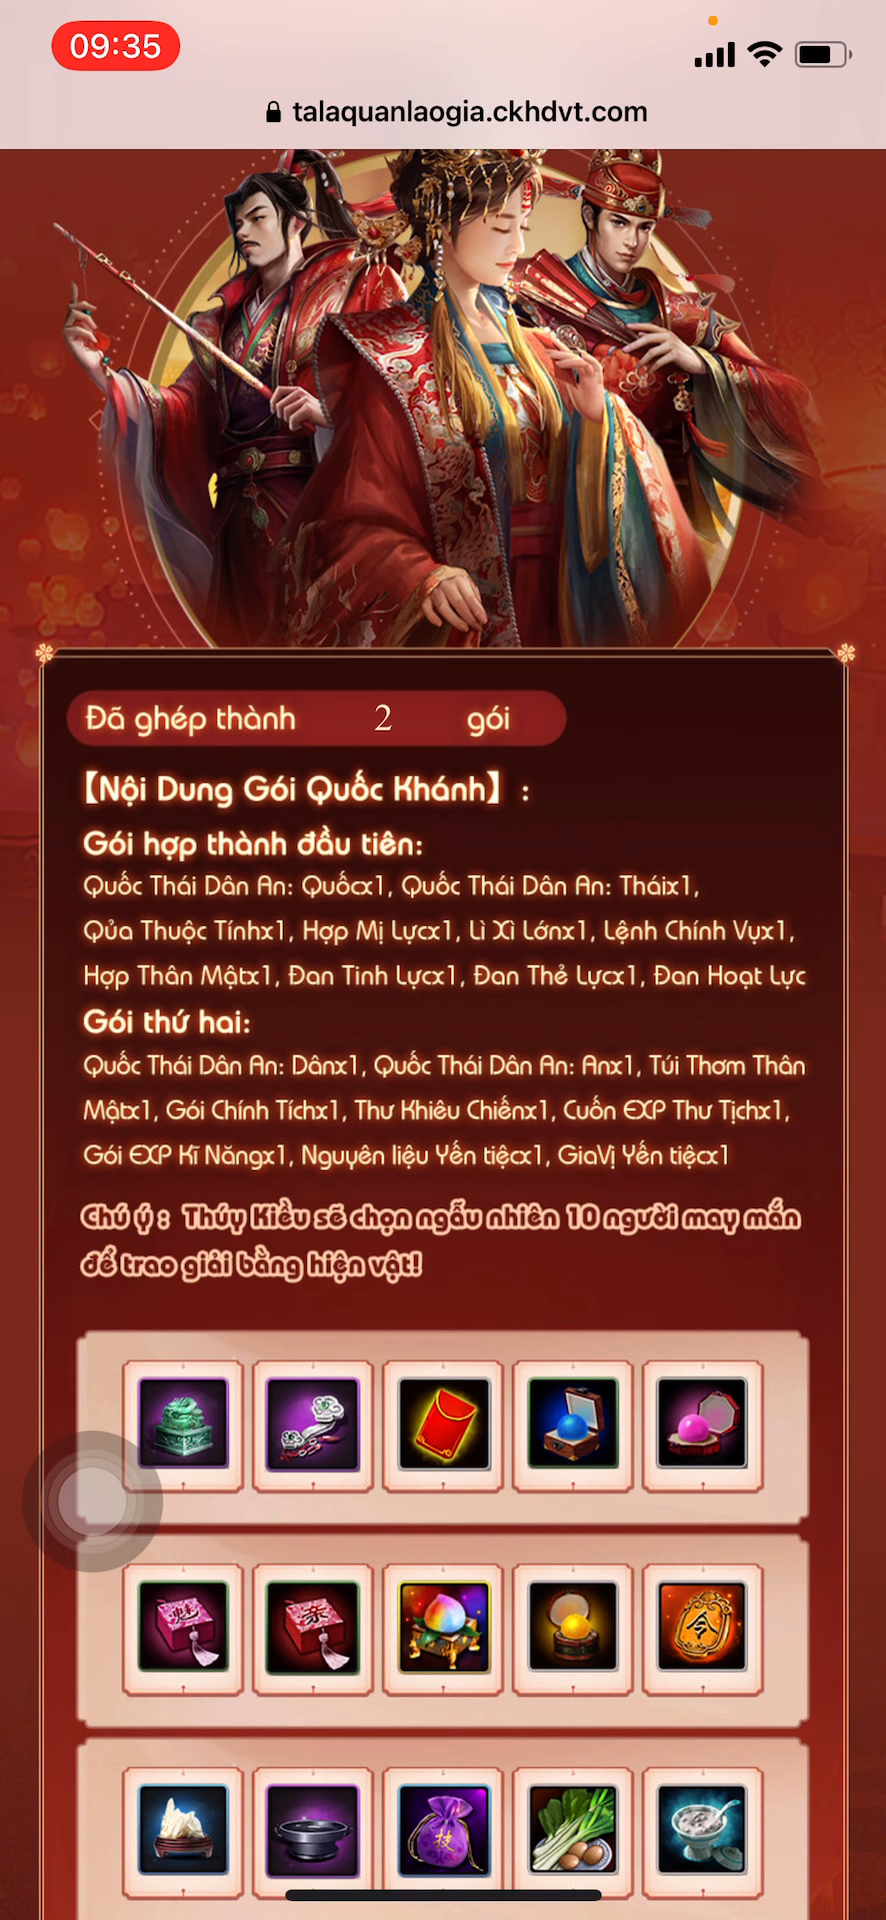 09:35
talaquanlaogia.ckhdvt.com
Đã ghép thành 2 gói
【Nội Dung Gói Quốc Khánh】 :
Gói hợp thành đầu tiên:
Quốc Thái Dân An: Quốcx1, Quốc Thái Dân An: Tháix1,
Qủa Thuộc Tínhx1, Hợp Mị Lựcx1, Lì Xì Lớnx1, Lệnh Chính Vụx1,
Hợp Thân Mậtx1, Đan Tinh Lựcx1, Đan Thể Lựcx1, Đan Hoạt Lực
Gói thứ hai:
Quốc Thái Dân An: Dânx1, Quốc Thái Dân An: Anx1, Túi Thơm Thân
Mậtx1, Gói Chính Tíchx1, Thư Khiêu Chiếnx1, Cuốn EXP Thư Tịchx1,
Gói EXP Kĩ Năngx1, Nguyên liệu Yến tiệcx1, GiaVị Yến tiệcx1
Chú ý : Thúy Kiều sẽ chọn ngẫu nhiên 10 người may mắn
để trao giải bằng hiện vật!
魅 亲 令
技